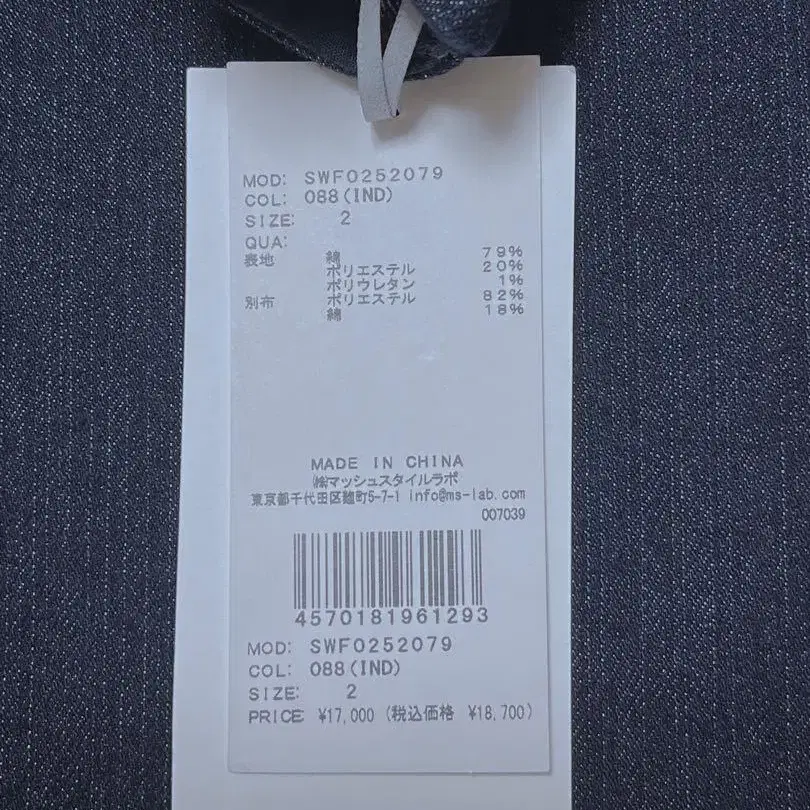 MOD: SWF0252079
COL: 088(IND)
SIZE: 2
QUA:
表地 綿 79%
ポリエステル 20%
ポリウレタン 1%
別布 ポリエステル 82%
綿 18%
MADE IN CHINA
㈱マッシュスタイルラボ
東京都千代田区麹町5-7-1 info@ms-lab.com
007039
4570181961293
MOD: SWF0252079
COL: 088(IND)
SIZE: 2
PRICE ¥17,000 (税込価格 ¥18,700)